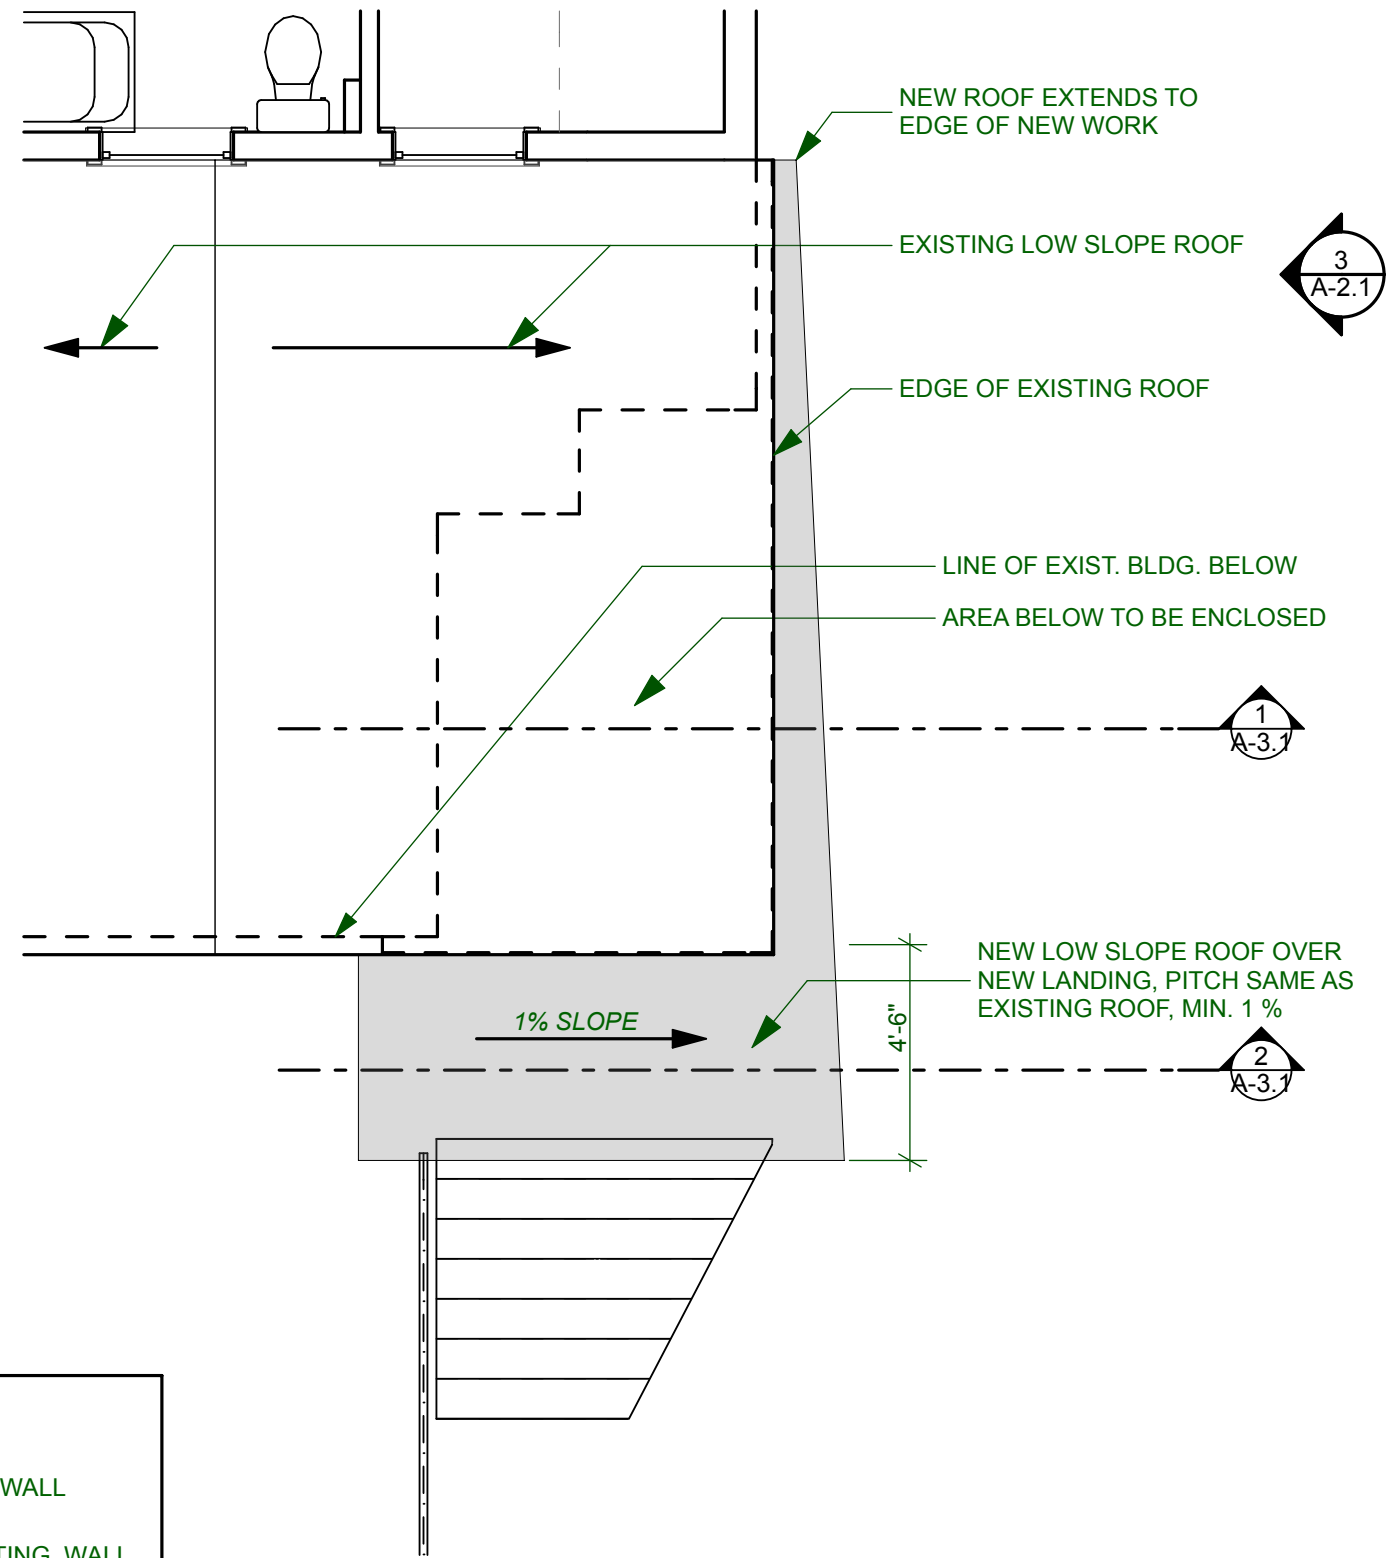 NEW ROOF EXTENDS TO
EDGE OF NEW WORK
EXISTING LOW SLOPE ROOF
3
A-2.1
EDGE OF EXISTING ROOF
LINE OF EXIST. BLDG. BELOW
AREA BELOW TO BE ENCLOSED
1
A-3.1
NEW LOW SLOPE ROOF OVER
NEW LANDING, PITCH SAME AS
EXISTING ROOF, MIN. 1 %
1% SLOPE
4'-6"
2
A-3.1
WALL
TING WALL